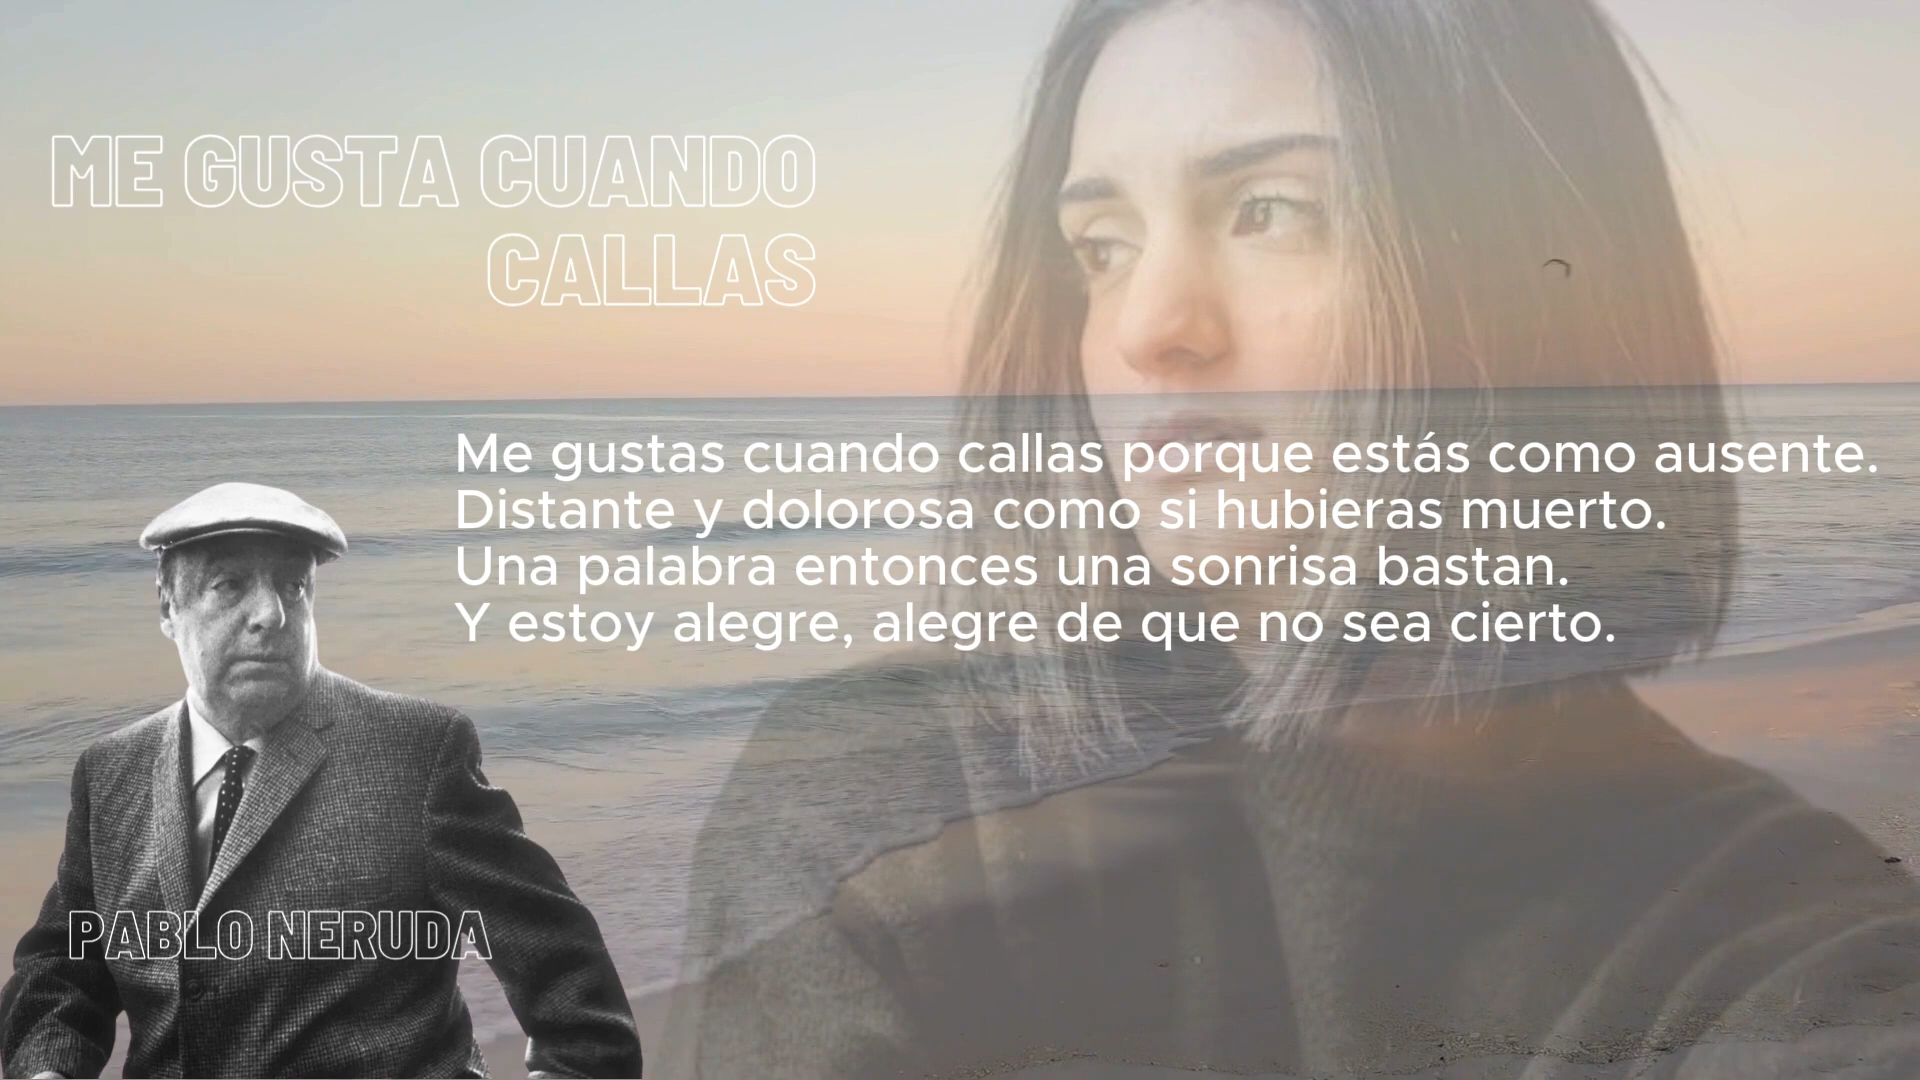 ME GUSTA CUANDO
CALLAS
Me gustas cuando callas porque estás como ausente.
Distante y dolorosa como si hubieras muerto.
Una palabra entonces una sonrisa bastan.
Y estoy alegre, alegre de que no sea cierto.
PABLO NERUDA